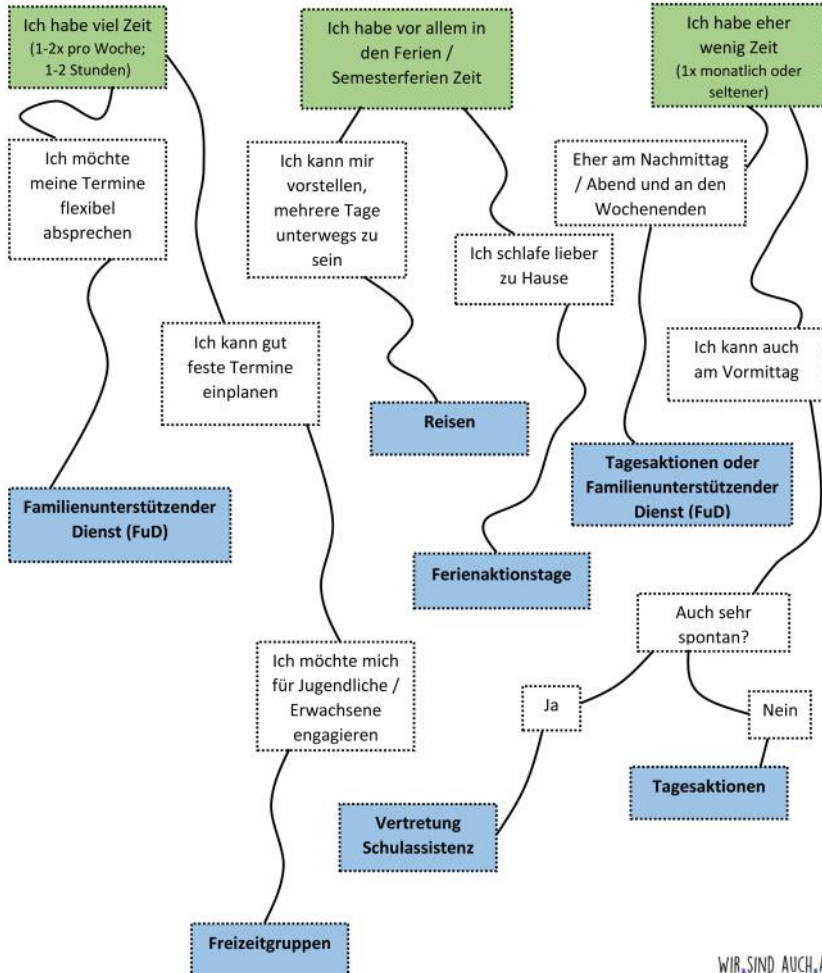 Ich habe viel Zeit
(1-2x pro Woche;
1-2 Stunden)
Ich habe vor allem in
den Ferien /
Semesterferien Zeit
Ich habe eher
wenig Zeit
(1x monatlich oder
seltener)
Ich möchte
meine Termine
flexibel
absprechen
Ich kann mir
vorstellen,
mehrere Tage
unterwegs zu
sein
Eher am Nachmittag
/ Abend und an den
Wochenenden
Ich schlafe lieber
zu Hause
Ich kann gut
feste Termine
einplanen
Ich kann auch
am Vormittag
Reisen
Tagesaktionen oder
Familienunterstützender
Dienst (FuD)
Familienunterstützender
Dienst (FuD)
Ferienaktionstage
Auch sehr
spontan?
Ich möchte mich
für Jugendliche /
Erwachsene
engagieren
Ja
Nein
Tagesaktionen
Vertretung
Schulassistenz
Freizeitgruppen
WIR.SIND AUCH.